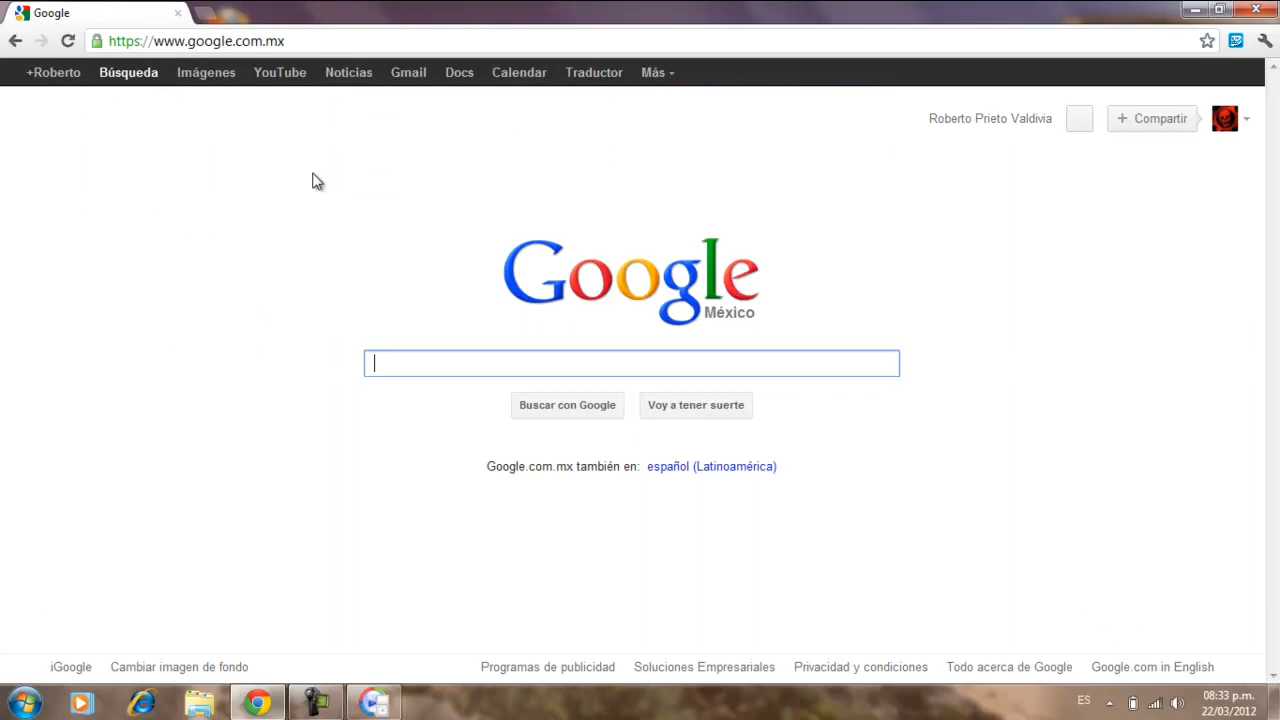 Google
https://www.google.com.mx
+Roberto Búsqueda Imágenes YouTube Noticias Gmail Docs Calendar Traductor Más
Roberto Prieto Valdivia + Compartir
Google
México
Buscar con Google Voy a tener suerte
Google.com.mx también en: español (Latinoamérica)
iGoogle Cambiar imagen de fondo Programas de publicidad Soluciones Empresariales Privacidad y condiciones Todo acerca de Google Google.com in English
ES 08:33 p.m.
22/03/2012